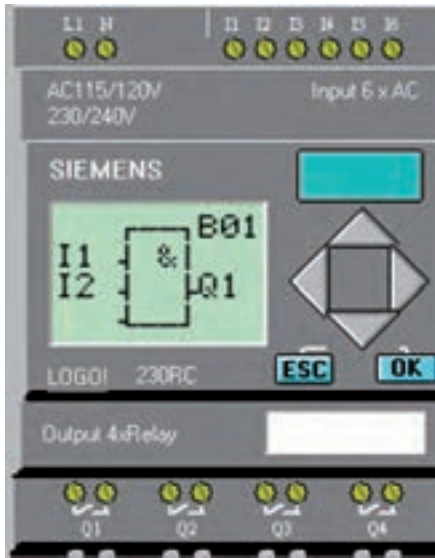 L1 N I1 I2 I3 I4 I5 I6
AC115/120V Input 6 x AC
230/240V
SIEMENS
B01
I1 &
I2 Q1
ESC OK
LOGO! 230RC
Output 4xRelay
Q1 Q2 Q3 Q4